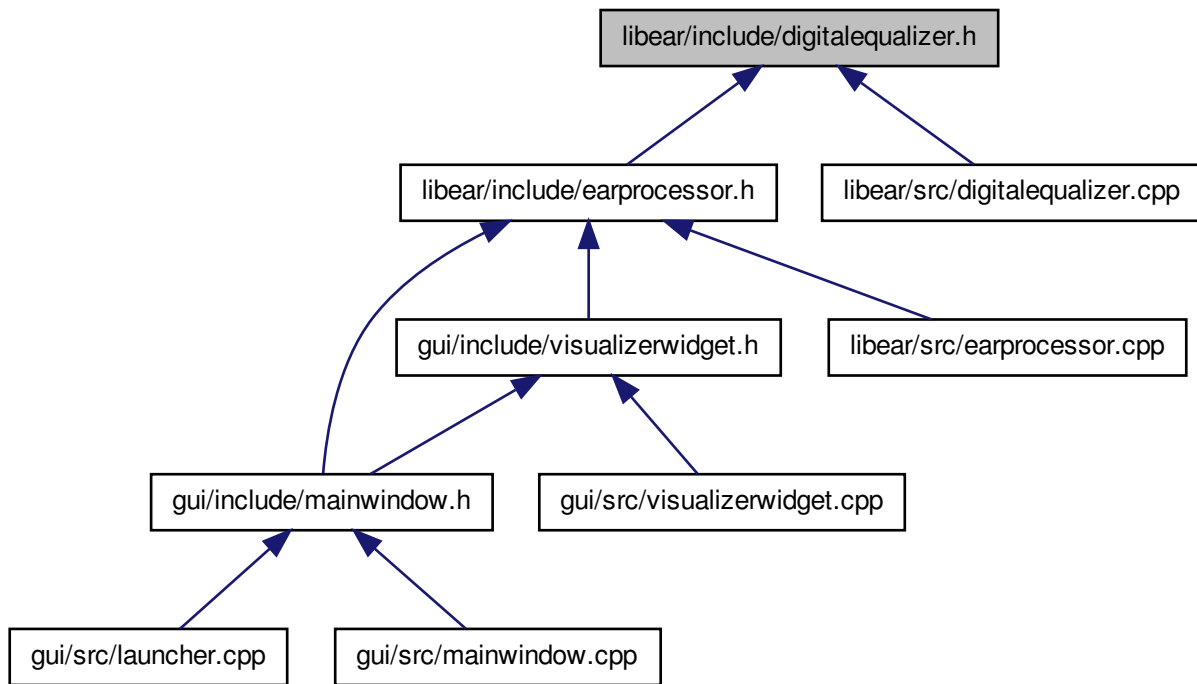 libear/include/digitalequalizer.h
libear/include/earprocessor.h
libear/src/digitalequalizer.cpp
gui/include/visualizerwidget.h
libear/src/earprocessor.cpp
gui/include/mainwindow.h
gui/src/visualizerwidget.cpp
gui/src/launcher.cpp
gui/src/mainwindow.cpp